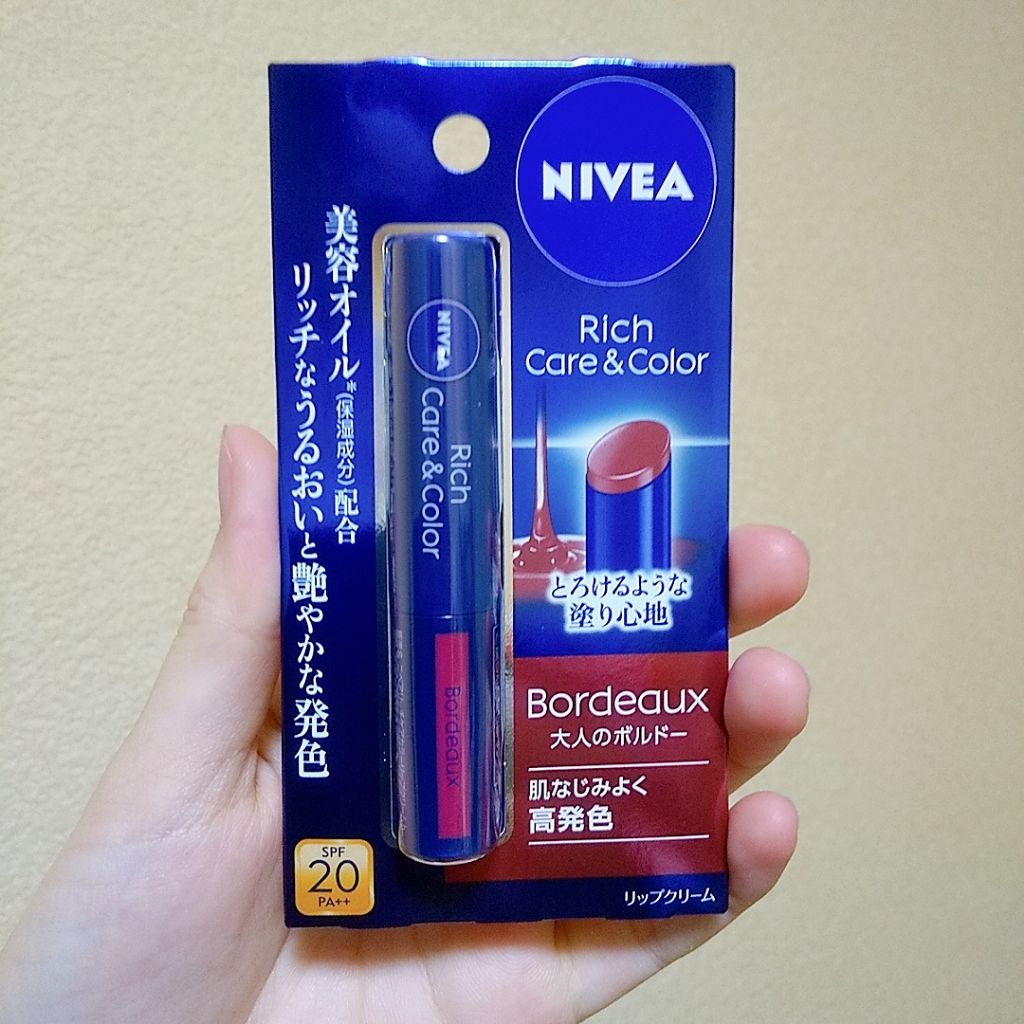 NIVEA
Rich
Care & Color
美容オイル*(保湿成分)配合
リッチなうるおいと艶やかな発色
NIVEA
Rich
Care & Color
Bordeaux
とろけるような
塗り心地
Bordeaux
大人のボルドー
肌なじみよく
高発色
SPF
20
PA++
リップクリーム